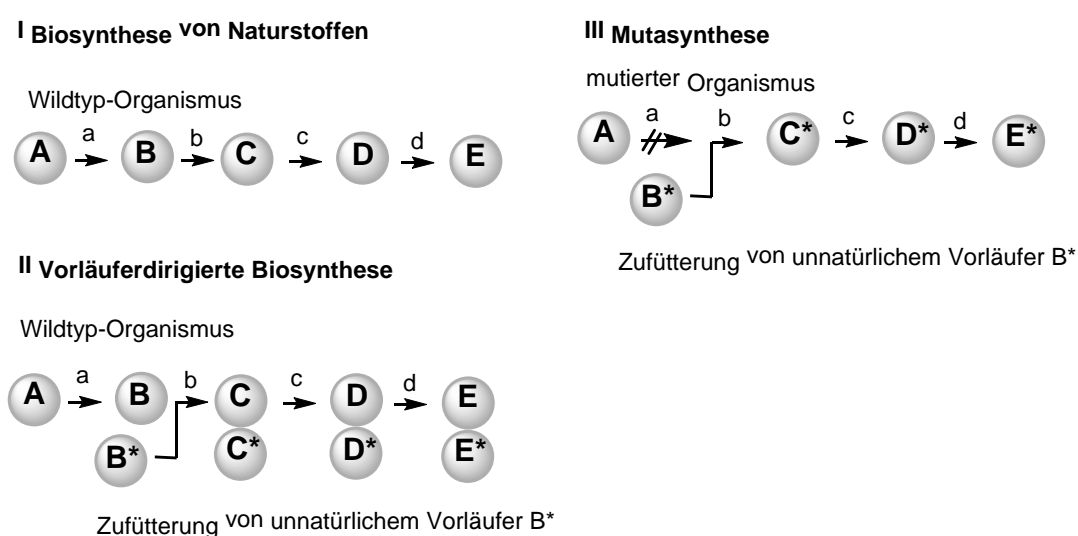 I Biosynthese von Naturstoffen
Wildtyp-Organismus
a b c d
A B C D E
II Vorläuferdirigierte Biosynthese
Wildtyp-Organismus
a b c d
A B C D E
B* C* D* E*
Zufütterung von unnatürlichem Vorläufer B*
III Mutasynthese
mutierter Organismus
a b c d
A C* D* E*
B*
Zufütterung von unnatürlichem Vorläufer B*